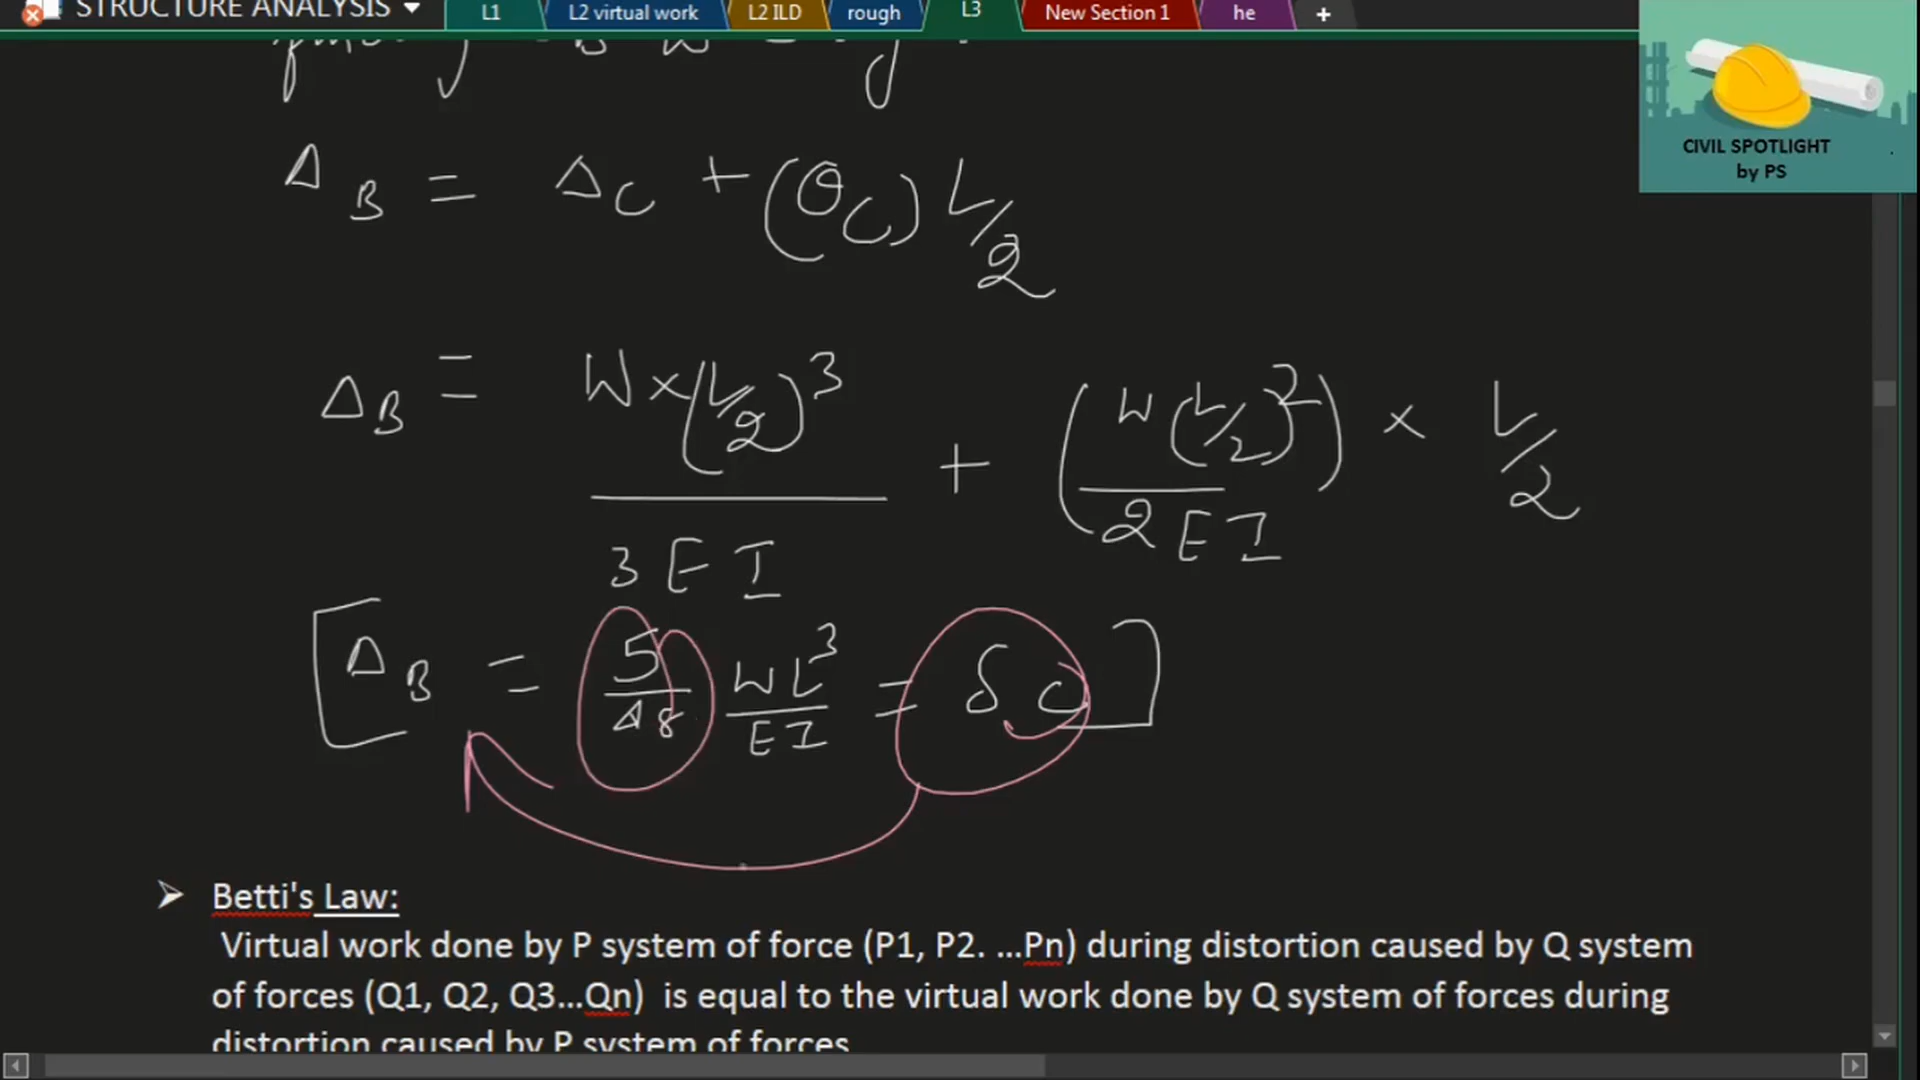 STRUCTURE ANALYSIS L1 L2 virtual work L2 ILD rough L3 New Section 1 he +
CIVIL SPOTLIGHT
by PS
Δ_B = Δ_C + (θ_C) L/2
Δ_B = W×(L/2)^3 / 3EI + (W(L/2)^2 / 2EI) × L/2
[Δ_B = 5/48 WL^3/EI = δ_C]
➤ Betti's Law:
Virtual work done by P system of force (P1, P2. ...Pn) during distortion caused by Q system
of forces (Q1, Q2, Q3...Qn) is equal to the virtual work done by Q system of forces during
distortion caused by P system of forces